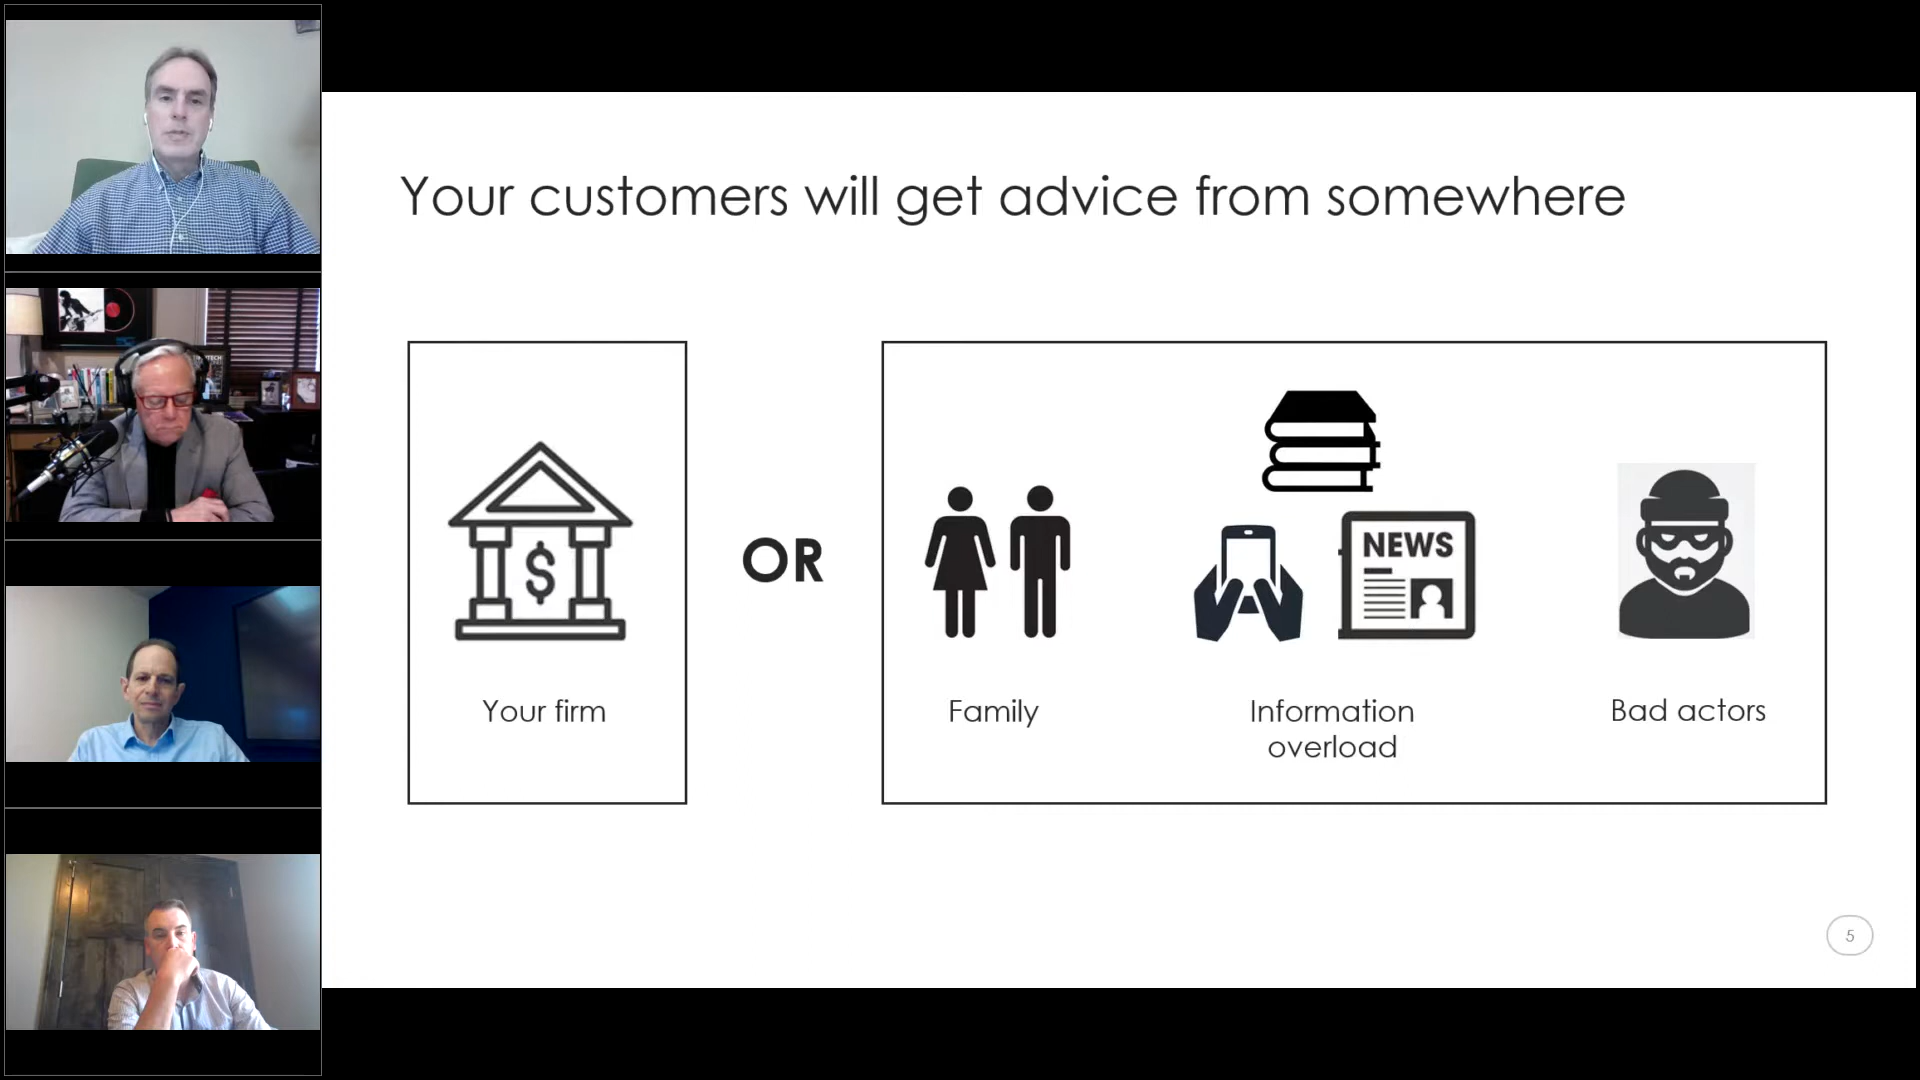 Your customers will get advice from somewhere
OR
NEWS
Your firm
Family
Information
overload
Bad actors
5